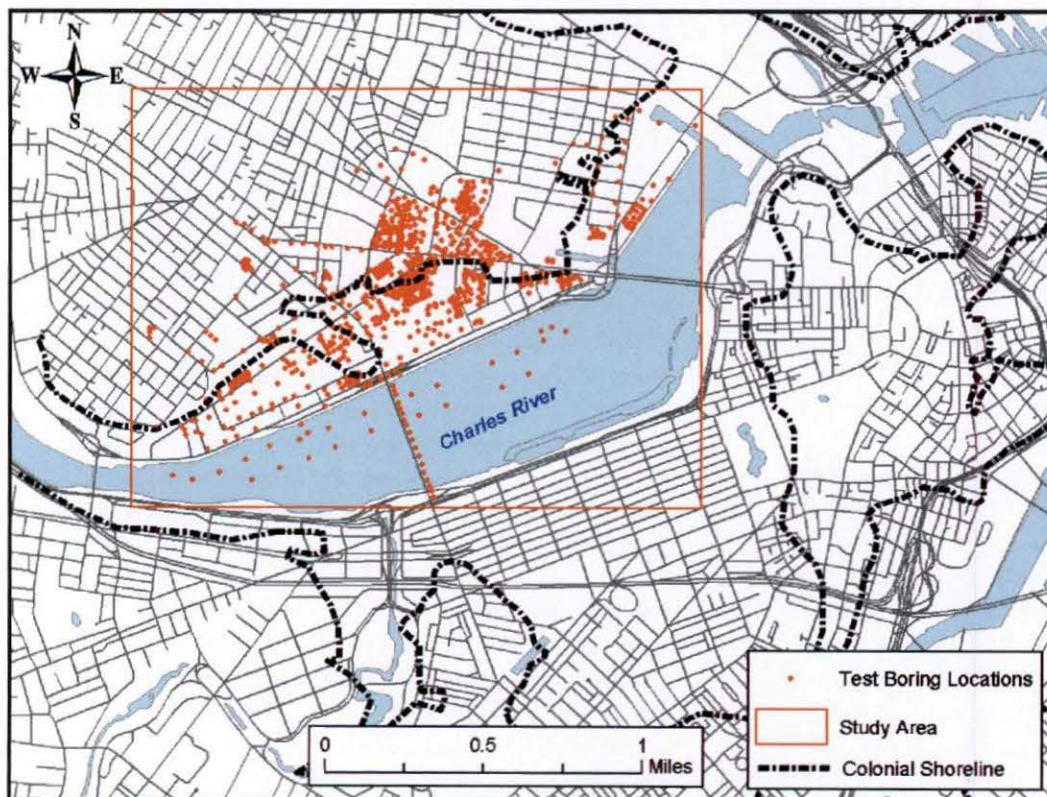 N
W E
S
Charles River
Test Boring Locations
Study Area
Colonial Shoreline
0 0.5 1
Miles